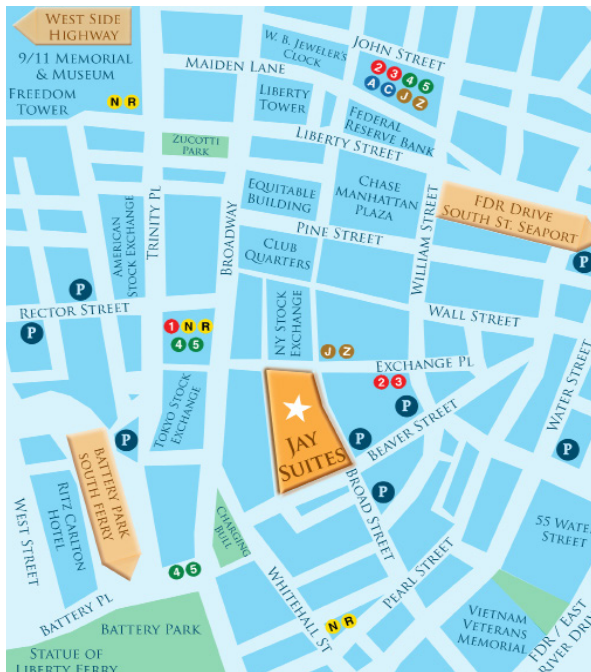 WEST SIDE
HIGHWAY
9/11 MEMORIAL
& MUSEUM
FREEDOM
TOWER
N R
MAIDEN LANE
W. B. JEWELER'S
CLOCK
JOHN STREET
2 3 4 5
A C J Z
LIBERTY
TOWER
FEDERAL
RESERVE BANK
LIBERTY STREET
ZUCOTTI
PARK
EQUITABLE
BUILDING
CHASE
MANHATTAN
PLAZA
WILLIAM STREET
FDR DRIVE
SOUTH ST. SEAPORT
AMERICAN
STOCK EXCHANGE
TRINITY PL
BROADWAY
PINE STREET
CLUB
QUARTERS
P
P
RECTOR STREET
P
1 N R
4 5
NY STOCK
EXCHANGE
WALL STREET
J Z
EXCHANGE PL
2 3
P
WATER STREET
TOKYO STOCK
EXCHANGE
JAY
SUITES
BEAVER STREET
P
P
P
P
BATTERY PARK
SOUTH FERRY
RITZ CARLTON
HOTEL
WEST STREET
CHARGING
BULL
BROAD STREET
55 WATER
STREET
4 5
BATTERY PL
WHITEHALL ST
PEARL STREET
N R
BATTERY PARK
VIETNAM
VETERANS
MEMORIAL
FDR / EAST
RIVER DRI
STATUE OF
LIBERTY FERRY